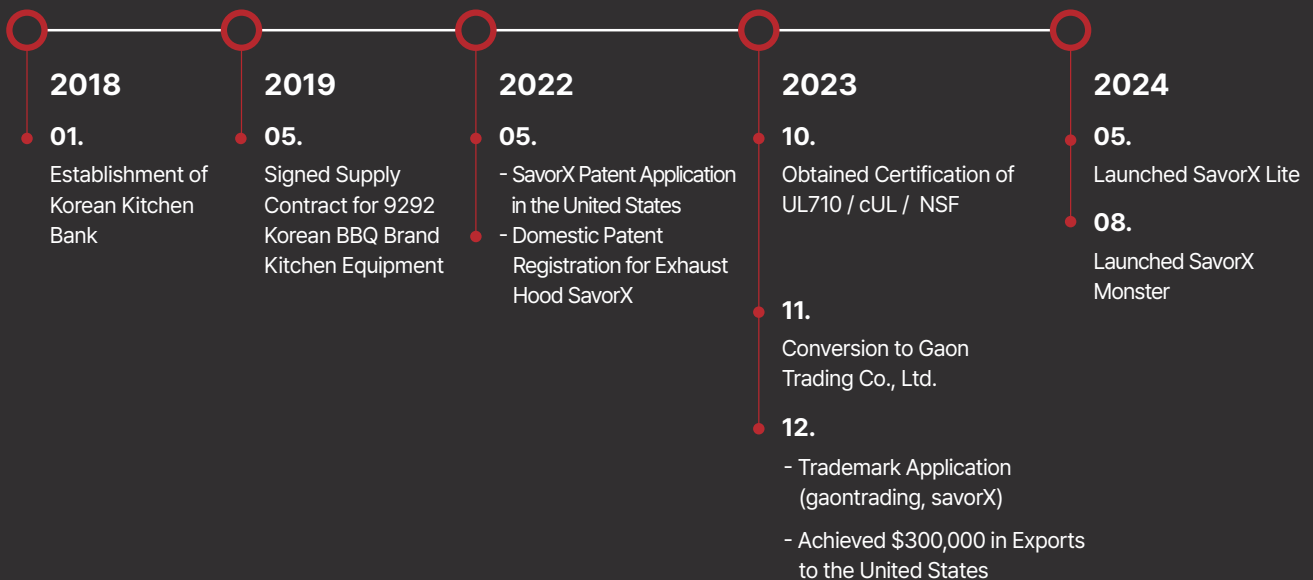 2018
01.
Establishment of
Korean Kitchen
Bank
2019
05.
Signed Supply
Contract for 9292
Korean BBQ Brand
Kitchen Equipment
2022
05.
- SavorX Patent Application
in the United States
- Domestic Patent
Registration for Exhaust
Hood SavorX
2023
10.
Obtained Certification of
UL710 / cUL / NSF
11.
Conversion to Gaon
Trading Co., Ltd.
12.
- Trademark Application
(gaontrading, savorX)
- Achieved $300,000 in Exports
to the United States
2024
05.
Launched SavorX Lite
08.
Launched SavorX
Monster